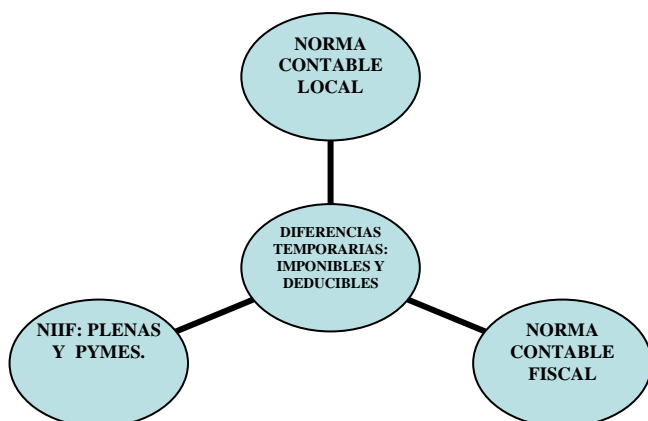 NORMA
CONTABLE
LOCAL
DIFERENCIAS
TEMPORARIAS:
IMPONIBLES Y
DEDUCIBLES
NIIF: PLENAS
Y PYMES.
NORMA
CONTABLE
FISCAL